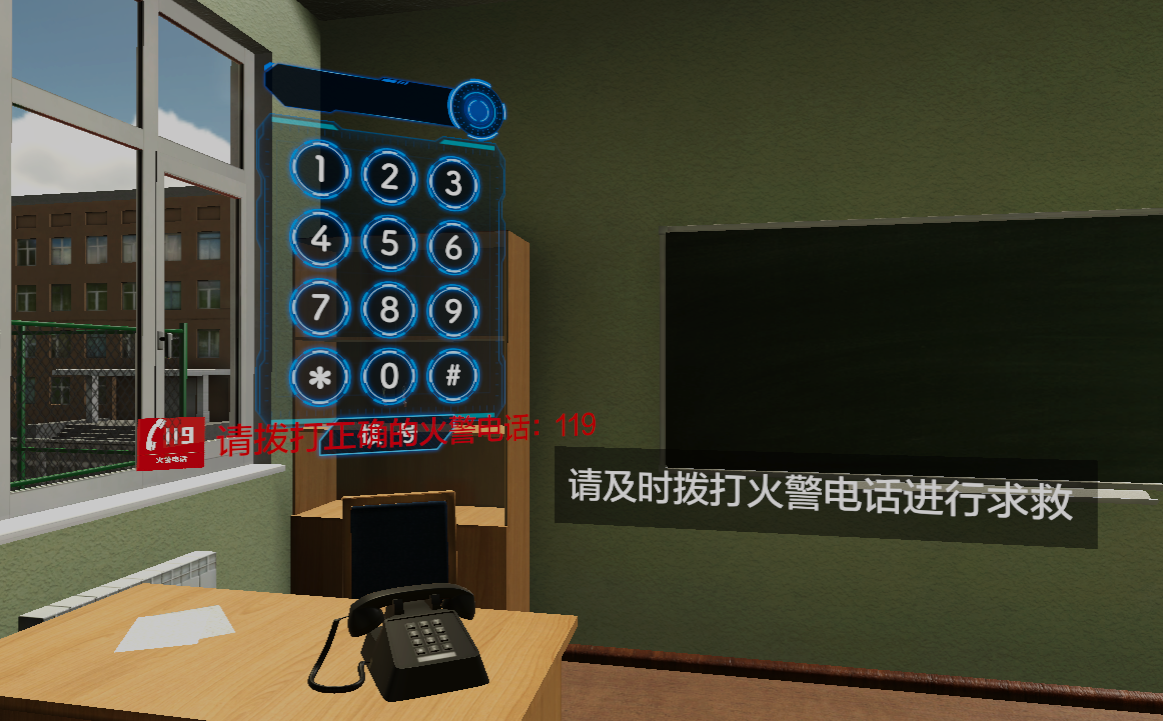 1 2 3
4 5 6
7 8 9
* 0 #
拨号
119
火警电话
请拨打正确的火警电话：119
请及时拨打火警电话进行求救